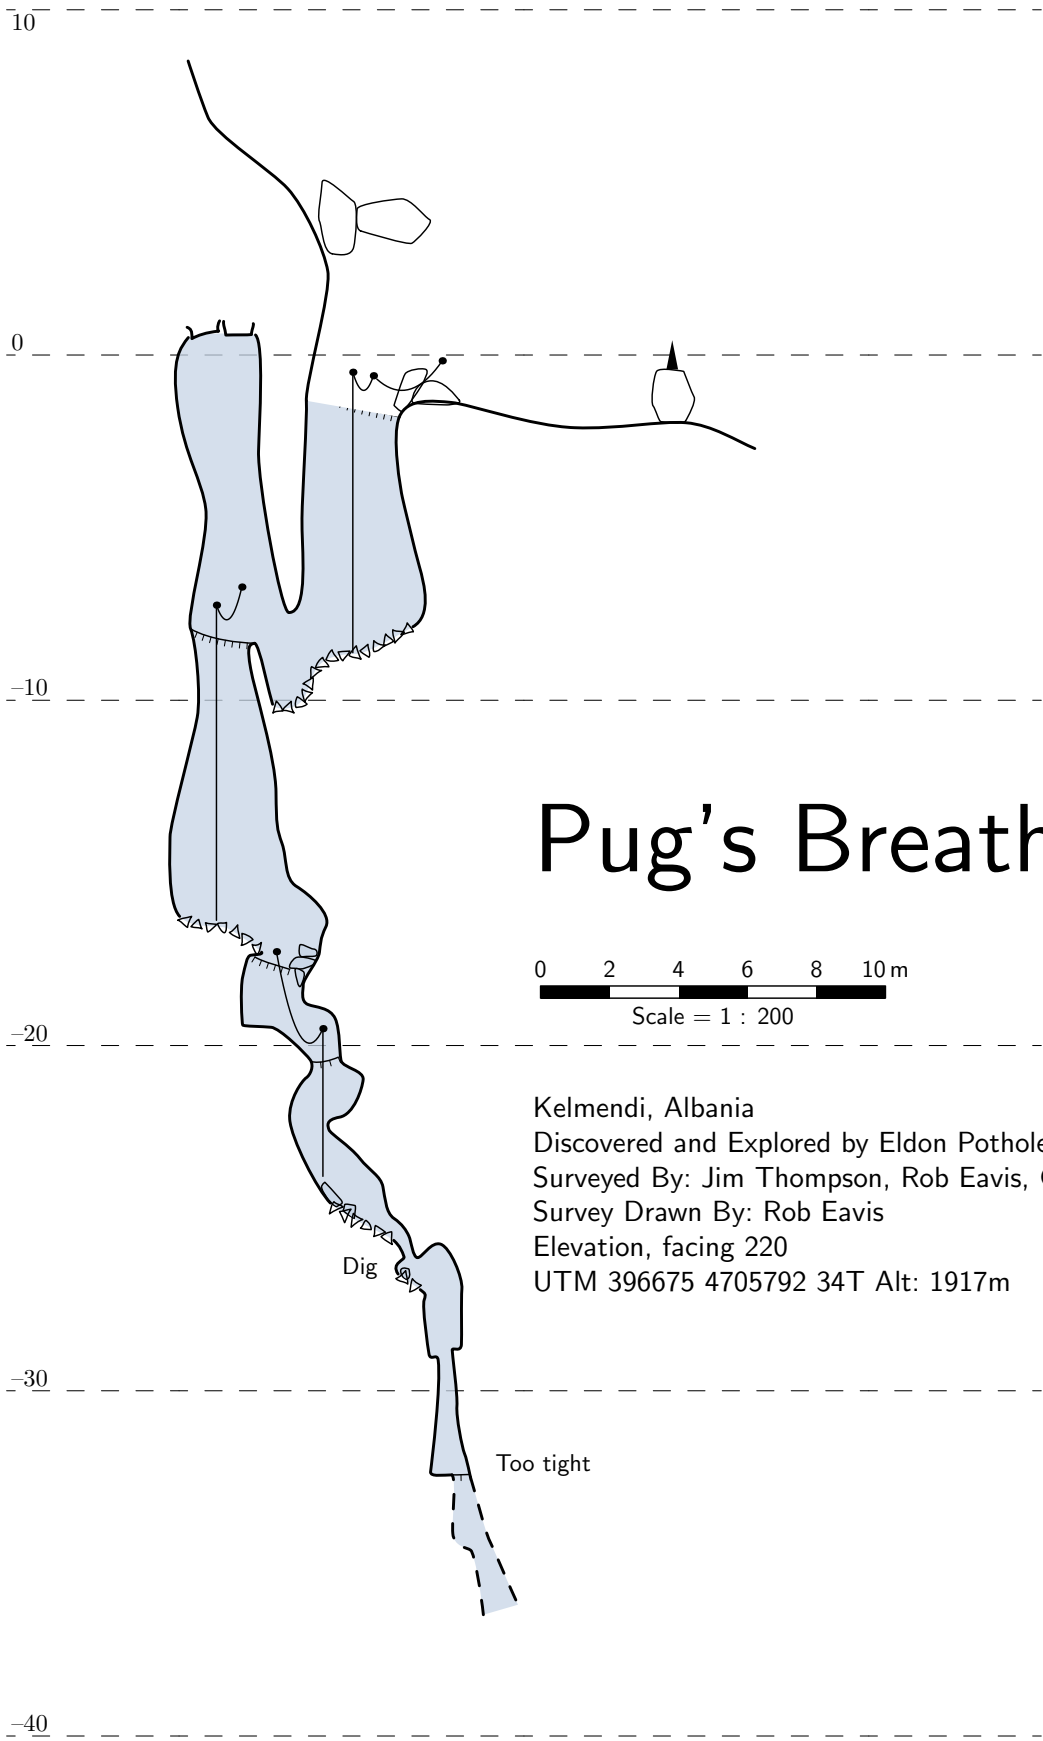 10
0
–10
Pug's Breath
0 2 4 6 8 10 m
Scale = 1 : 200
–20
Kelmendi, Albania
Discovered and Explored by Eldon Pothole
Surveyed By: Jim Thompson, Rob Eavis,
Survey Drawn By: Rob Eavis
Elevation, facing 220
Dig
UTM 396675 4705792 34T Alt: 1917m
–30
Too tight
–40